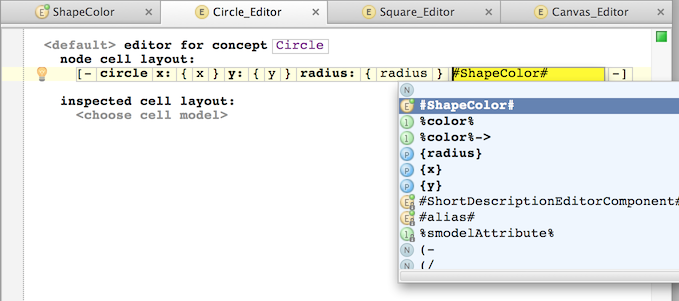 ShapeColor × Circle_Editor × Square_Editor × Canvas_Editor ×
<default> editor for concept Circle
node cell layout:
[- circle x: { x } y: { y } radius: { radius } #ShapeColor# -]
inspected cell layout:
<choose cell model>
N
E #ShapeColor#
l %color%
l %color%->
P {radius}
P {x}
P {y}
E #ShortDescriptionEditorComponent#
E #alias#
l %smodelAttribute%
N (-
N (/